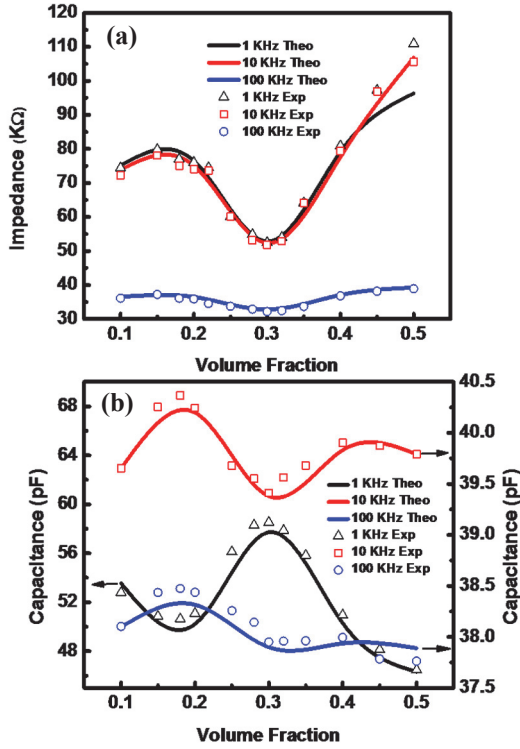 (a)
1 KHz Theo
10 KHz Theo
100 KHz Theo
1 KHz Exp
10 KHz Exp
100 KHz Exp
Impedance (KΩ)
120
110
100
90
80
70
60
50
40
30
0.1 0.2 0.3 0.4 0.5
Volume Fraction
(b)
Capacitance (pF)
68
64
60
56
52
48
1 KHz Theo
10 KHz Theo
100 KHz Theo
1 KHz Exp
10 KHz Exp
100 KHz Exp
40.5
40.0
39.5
39.0
38.5
38.0
37.5
Capacitance (pF)
0.1 0.2 0.3 0.4 0.5
Volume Fraction